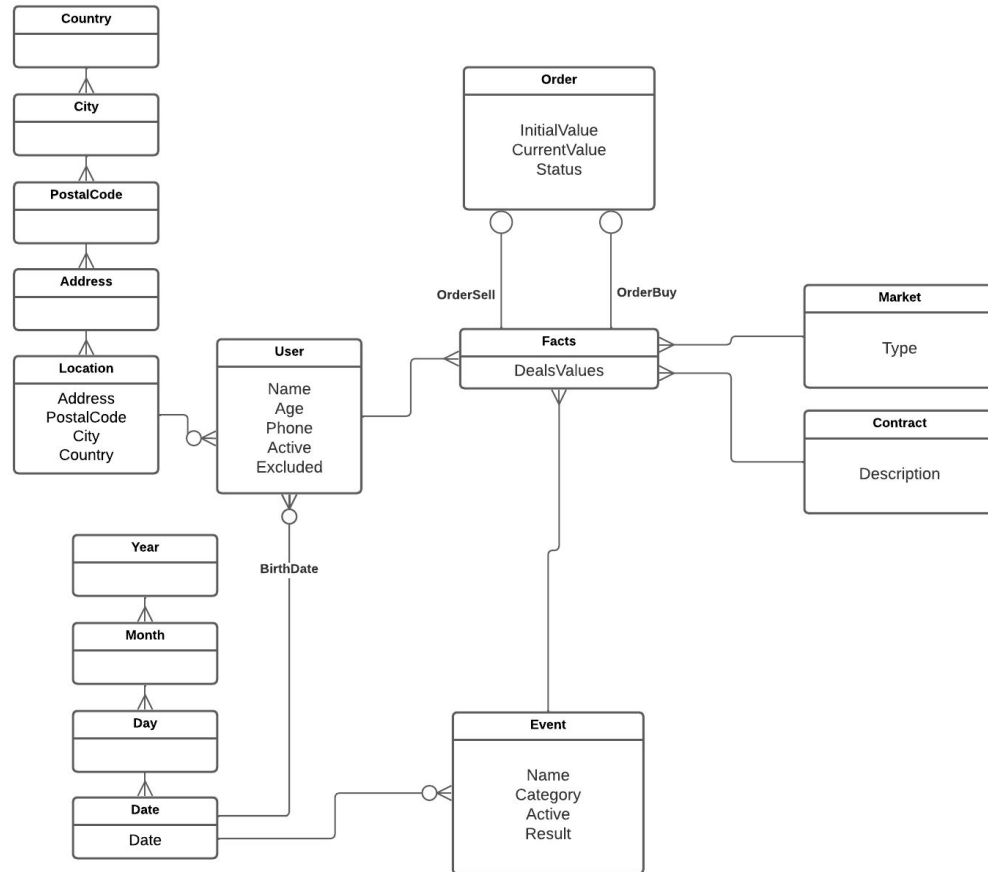 Country
City
PostalCode
Address
Location
Address
PostalCode
City
Country
User
Name
Age
Phone
Active
Excluded
Order
InitialValue
CurrentValue
Status
OrderSell
OrderBuy
Facts
DealsValues
Market
Type
Contract
Description
BirthDate
Year
Month
Day
Date
Date
Event
Name
Category
Active
Result